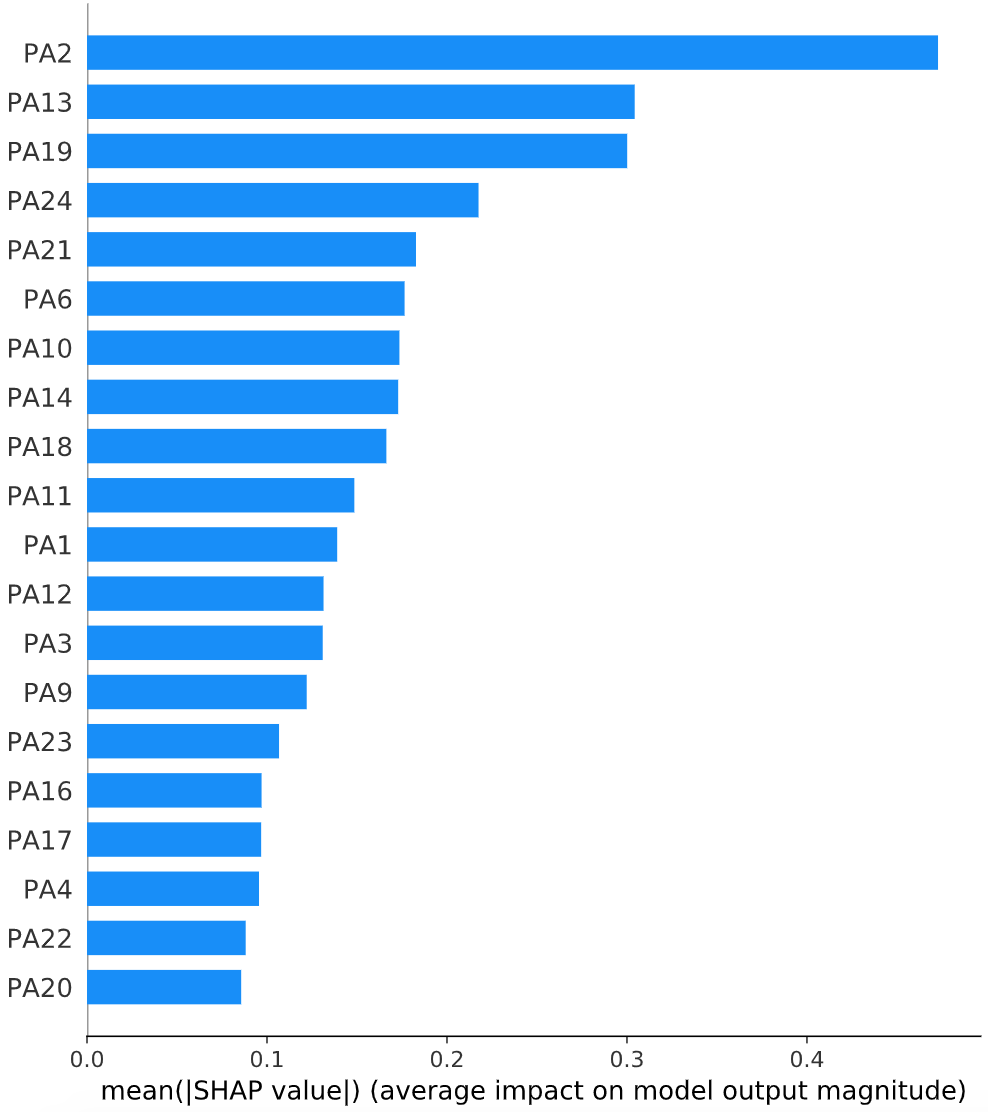 PA2
PA13
PA19
PA24
PA21
PA6
PA10
PA14
PA18
PA11
PA1
PA12
PA3
PA9
PA23
PA16
PA17
PA4
PA22
PA20
0.0 0.1 0.2 0.3 0.4
mean(|SHAP value|) (average impact on model output magnitude)